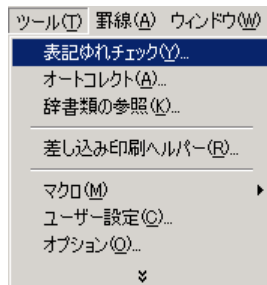 ツール(T) 罫線(A) ウィンドウ(W)
表記ゆれチェック(Y)...
オートコレクト(A)...
辞書類の参照(K)...
差し込み印刷ヘルパー(R)...
マクロ(M)
ユーザー設定(C)...
オプション(O)...